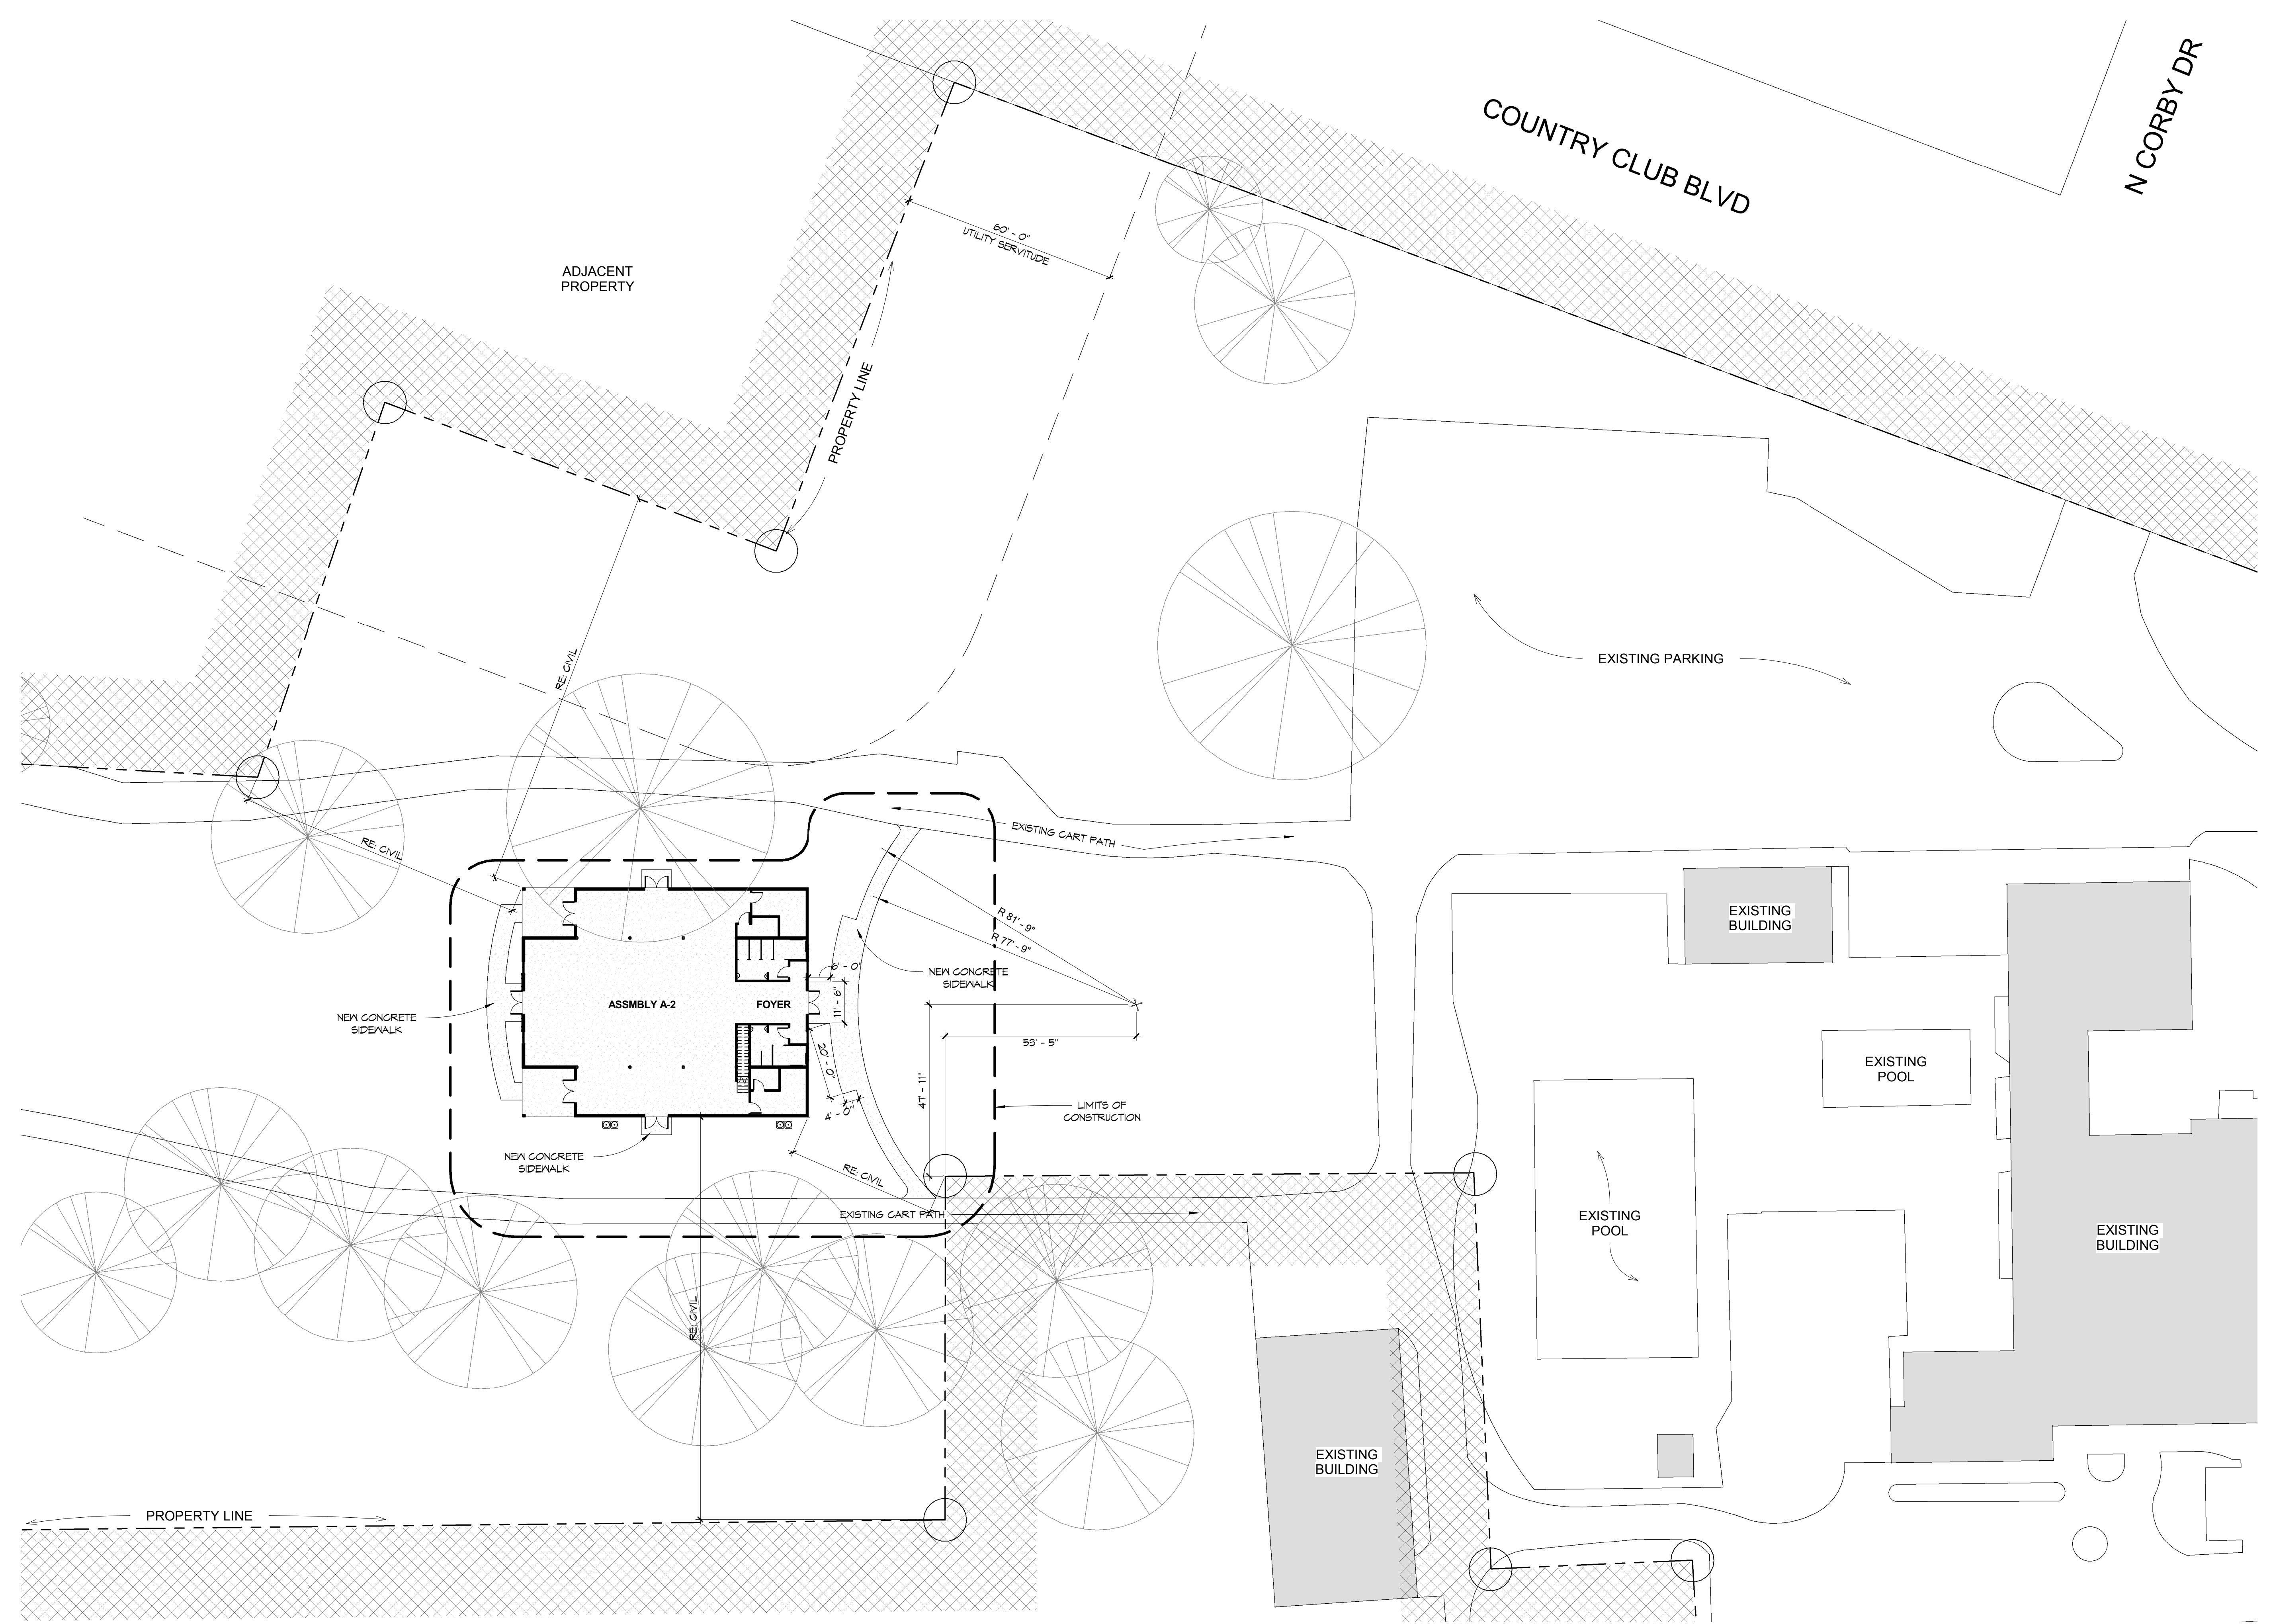 COUNTRY CLUB BLVD
N CORBY DR
60' - 0"
UTILITY SERVITUDE
ADJACENT
PROPERTY
PROPERTY LINE
RE: CIVIL
EXISTING PARKING
EXISTING CART PATH
RE: CIVIL
R 81' - 9"
R 77' - 9"
EXISTING
BUILDING
6' - 0"
NEW CONCRETE
SIDEWALK
ASSMBLY A-2
FOYER
11' - 6"
NEW CONCRETE
SIDEWALK
53' - 5"
20' - 0"
47' - 11"
4' - 0"
LIMITS OF
CONSTRUCTION
EXISTING
POOL
NEW CONCRETE
SIDEWALK
RE: CIVIL
EXISTING CART PATH
EXISTING
POOL
EXISTING
BUILDING
RE: CIVIL
EXISTING
BUILDING
PROPERTY LINE